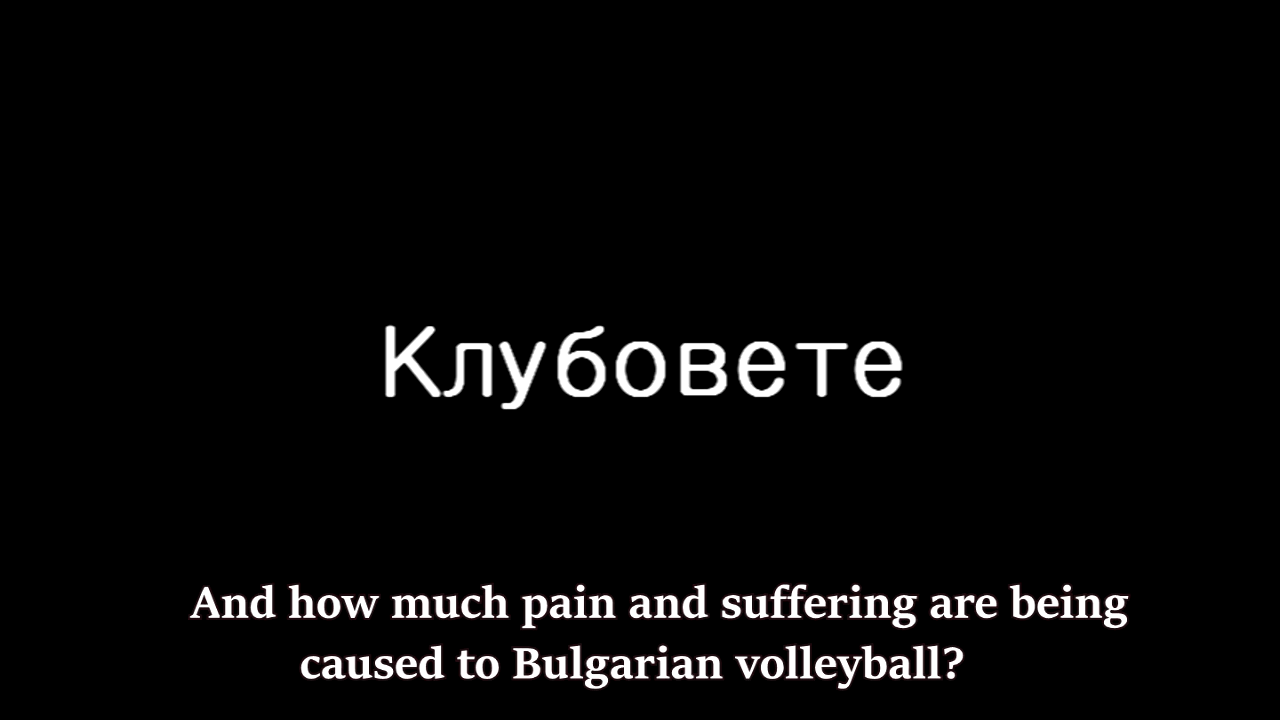 Клубовете
And how much pain and suffering are being
caused to Bulgarian volleyball?